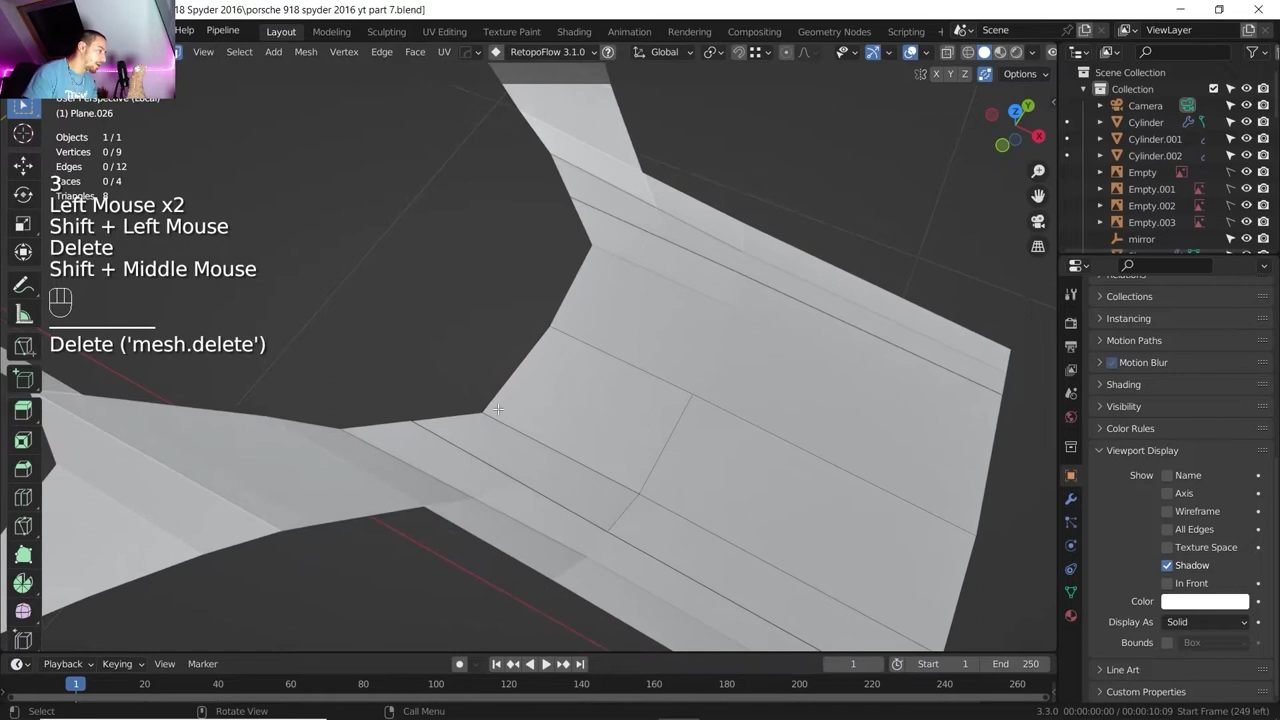 18 Spyder 2016\porsche 918 spyder 2016 yt part 7.blend]
Help Pipeline Layout Modeling Sculpting UV Editing Texture Paint Shading Animation Rendering Compositing Geometry Nodes Scripting Scene ViewLayer
View Select Add Mesh Vertex Edge Face UV RetopoFlow 3.1.0 Global
X Y Z Options
(Local)
(1) Plane.026
Objects 1/1
Vertices 0/9
Edges 0/12
Faces 0/4
Triangles 8
3
Left Mouse x2
Shift + Left Mouse
Delete
Shift + Middle Mouse
Delete ('mesh.delete')
Z
Y
X
Scene Collection
Collection
Camera
Cylinder
Cylinder.001
Cylinder.002
Empty
Empty.001
Empty.002
Empty.003
mirror
Relations
Collections
Instancing
Motion Paths
Motion Blur
Shading
Visibility
Color Rules
Viewport Display
Show Name
Axis
Wireframe
All Edges
Texture Space
Shadow
In Front
Color
Display As Solid
Bounds Box
Line Art
Custom Properties
Playback Keying View Marker 1 Start 1 End 250
1 20 40 60 80 100 120 140 160 180 200 220 240 260
Select Rotate View Call Menu 3.3.0 00:00:00:00 / 00:00:10:09 Start Frame (249 left)